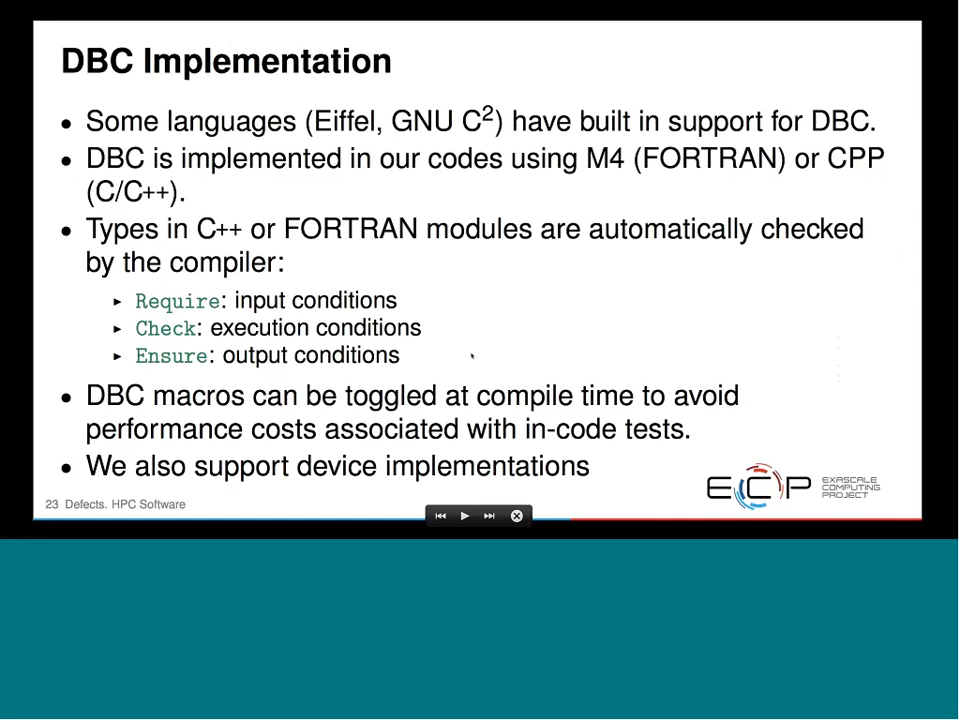 DBC Implementation
• Some languages (Eiffel, GNU C²) have built in support for DBC.
• DBC is implemented in our codes using M4 (FORTRAN) or CPP
(C/C++).
• Types in C++ or FORTRAN modules are automatically checked
by the compiler:
▸ Require: input conditions
▸ Check: execution conditions
▸ Ensure: output conditions
• DBC macros can be toggled at compile time to avoid
performance costs associated with in-code tests.
• We also support device implementations
ECP
EXASCALE
COMPUTING
PROJECT
23 Defects. HPC Software